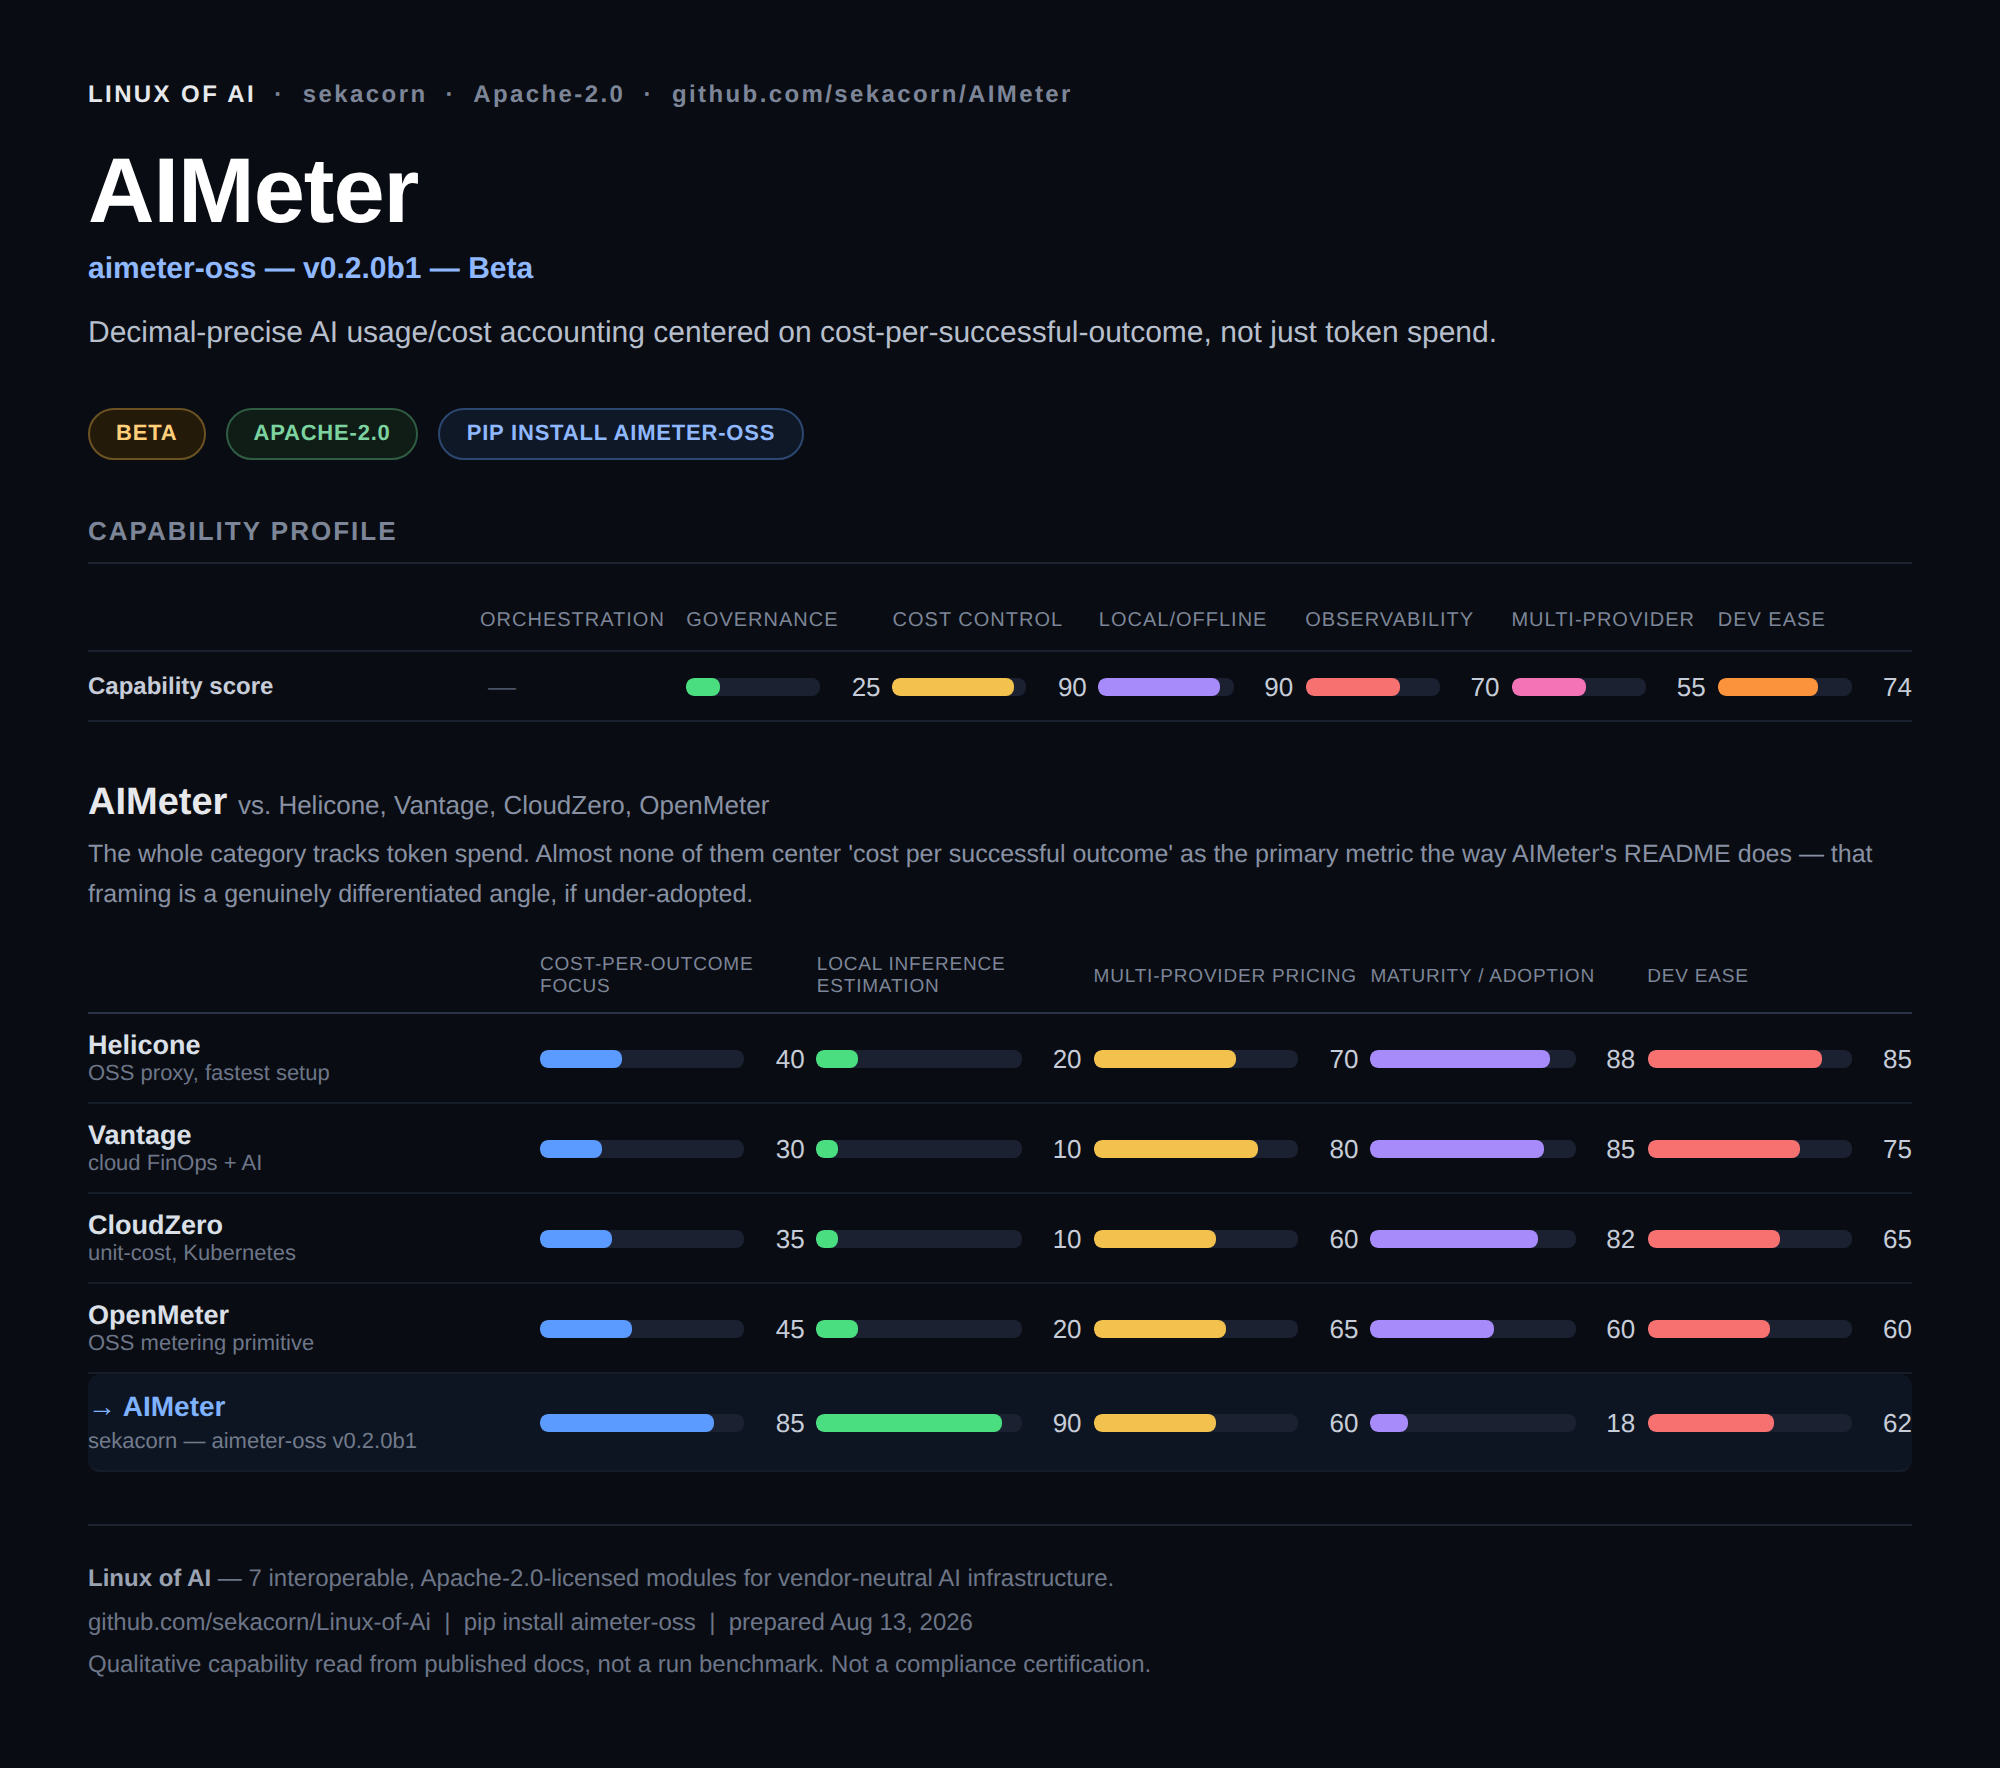 LINUX OF AI · sekacorn · Apache-2.0 · github.com/sekacorn/AIMeter
AIMeter
aimeter-oss — v0.2.0b1 — Beta
Decimal-precise AI usage/cost accounting centered on cost-per-successful-outcome, not just token spend.
BETA APACHE-2.0 PIP INSTALL AIMETER-OSS
CAPABILITY PROFILE
ORCHESTRATION GOVERNANCE COST CONTROL LOCAL/OFFLINE OBSERVABILITY MULTI-PROVIDER DEV EASE
Capability score — 25 90 90 70 55 74
AIMeter vs. Helicone, Vantage, CloudZero, OpenMeter
The whole category tracks token spend. Almost none of them center 'cost per successful outcome' as the primary metric the way AIMeter's README does — that
framing is a genuinely differentiated angle, if under-adopted.
COST-PER-OUTCOME FOCUS LOCAL INFERENCE ESTIMATION MULTI-PROVIDER PRICING MATURITY / ADOPTION DEV EASE
Helicone 40 20 70 88 85
OSS proxy, fastest setup
Vantage 30 10 80 85 75
cloud FinOps + AI
CloudZero 35 10 60 82 65
unit-cost, Kubernetes
OpenMeter 45 20 65 60 60
OSS metering primitive
→ AIMeter 85 90 60 18 62
sekacorn — aimeter-oss v0.2.0b1
Linux of AI — 7 interoperable, Apache-2.0-licensed modules for vendor-neutral AI infrastructure.
github.com/sekacorn/Linux-of-Ai | pip install aimeter-oss | prepared Aug 13, 2026
Qualitative capability read from published docs, not a run benchmark. Not a compliance certification.